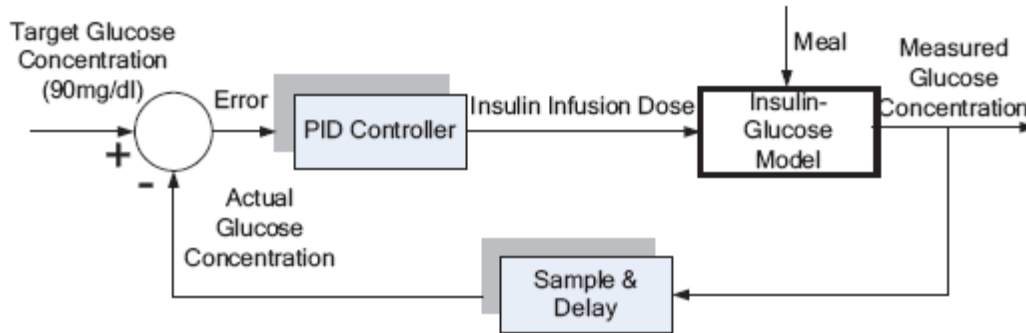 Target Glucose
Concentration
(90mg/dl)
+
-
Error
PID Controller
Insulin Infusion Dose
Meal
Insulin-
Glucose
Model
Measured
Glucose
Concentration
Actual
Glucose
Concentration
Sample &
Delay